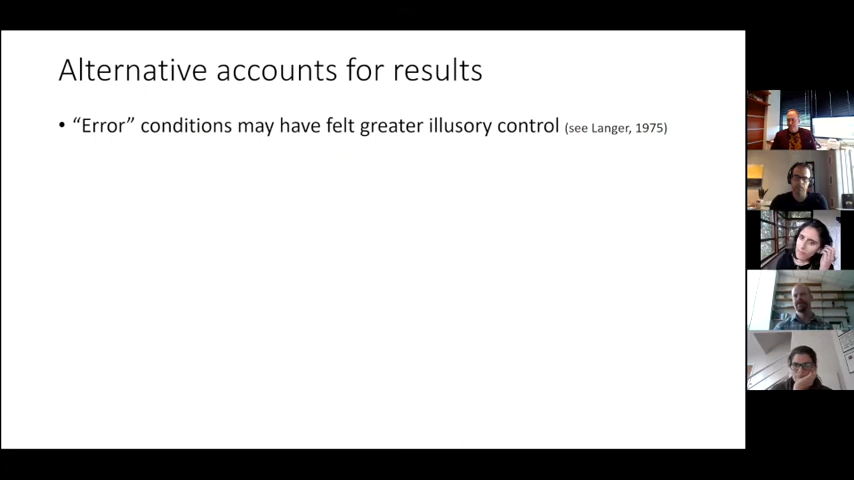 Alternative accounts for results
• “Error” conditions may have felt greater illusory control (see Langer, 1975)